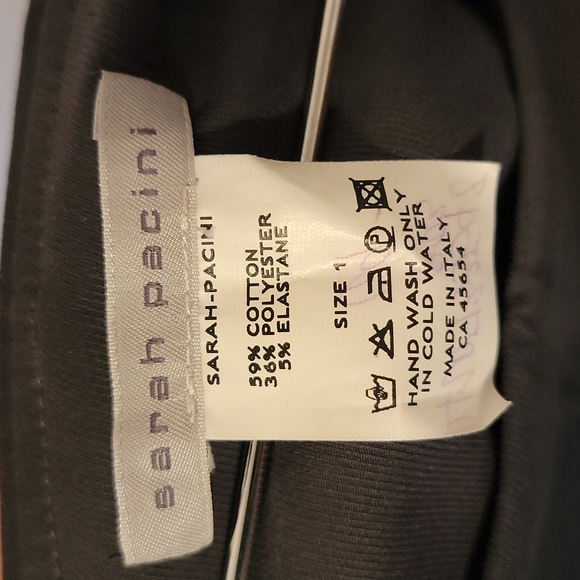 sarah pacini
SARAH-PACINI
59% COTTON
36% POLYESTER
5% ELASTANE
SIZE 1
P
HAND WASH ONLY
IN COLD WATER
MADE IN ITALY
CA 45654